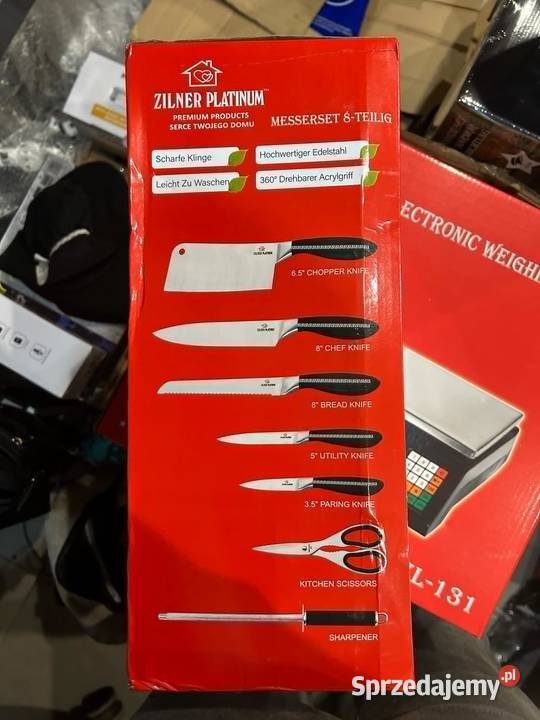 ZILNER PLATINUM
PREMIUM PRODUCTS
SERCE TWOJEGO DOMU
MESSERSET 8-TEILIG
Scharfe Klinge
Hochwertiger Edelstahl
Leicht Zu Waschen
360° Drehbarer Acrylgriff
6.5" CHOPPER KNIFE
8" CHEF KNIFE
8" BREAD KNIFE
5" UTILITY KNIFE
3.5" PARING KNIFE
KITCHEN SCISSORS
SHARPENER
ECTRONIC WEIGH
L-131
Sprzedajemy.pl